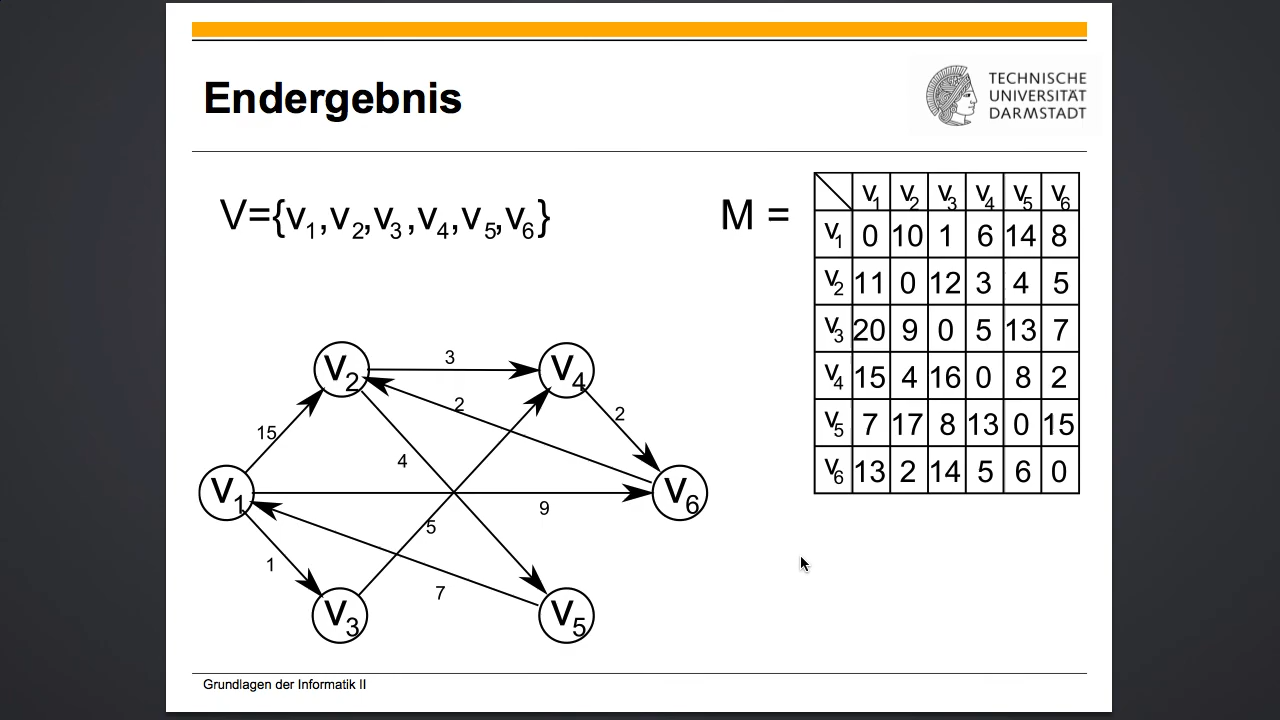 Endergebnis
TECHNISCHE
UNIVERSITÄT
DARMSTADT
V={v₁,v₂,v₃,v₄,v₅,v₆}
M =
v₁ v₂ v₃ v₄ v₅ v₆
v₁ 0 10 1 6 14 8
v₂ 11 0 12 3 4 5
v₃ 20 9 0 5 13 7
v₄ 15 4 16 0 8 2
v₅ 7 17 8 13 0 15
v₆ 13 2 14 5 6 0
3
v₂ v₄
2
2
15
4
v₁ v₆
9
5
1
7
v₃ v₅
Grundlagen der Informatik II